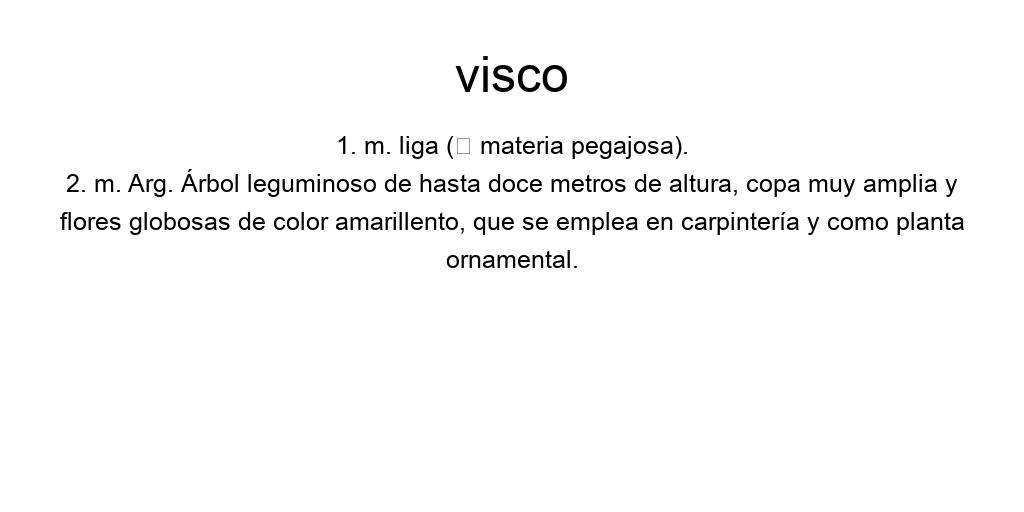 visco
1. m. liga (□ materia pegajosa).
2. m. Arg. Árbol leguminoso de hasta doce metros de altura, copa muy amplia y
flores globosas de color amarillento, que se emplea en carpintería y como planta
ornamental.